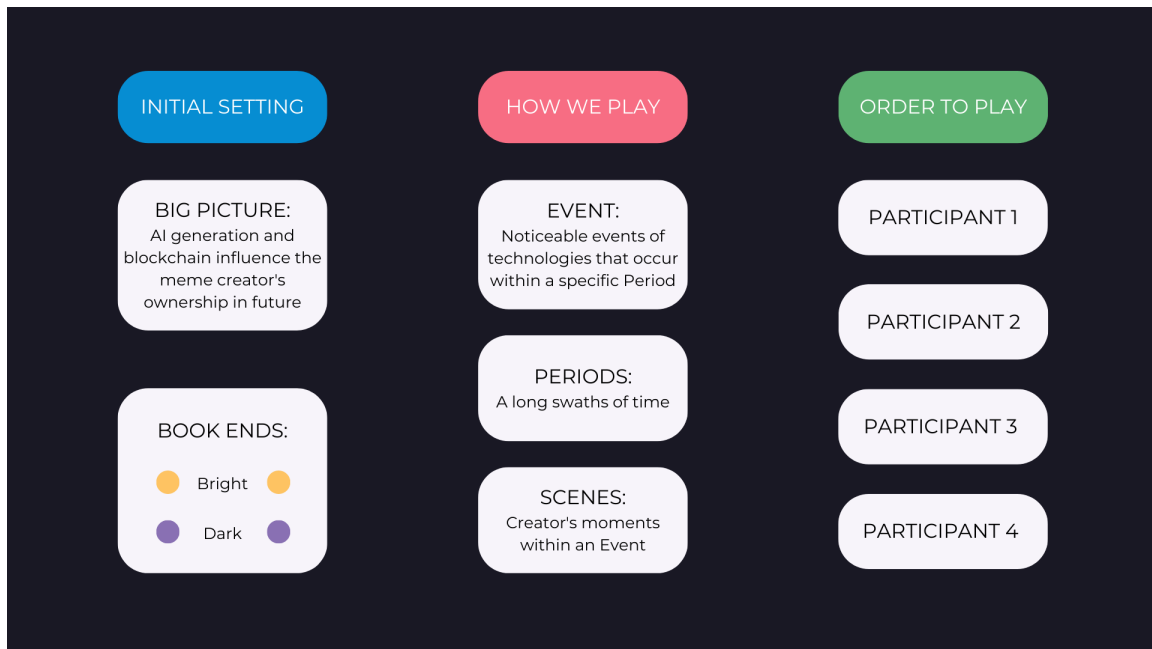 INITIAL SETTING
BIG PICTURE:
AI generation and
blockchain influence the
meme creator's
ownership in future
BOOK ENDS:
Bright
Dark
HOW WE PLAY
EVENT:
Noticeable events of
technologies that occur
within a specific Period
PERIODS:
A long swaths of time
SCENES:
Creator's moments
within an Event
ORDER TO PLAY
PARTICIPANT 1
PARTICIPANT 2
PARTICIPANT 3
PARTICIPANT 4